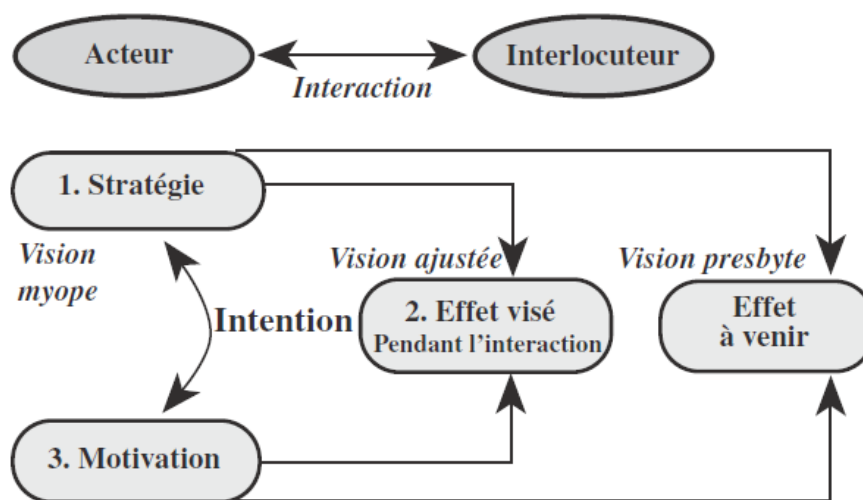 Acteur
Interlocuteur
Interaction
1. Stratégie
Vision
myope
Vision ajustée
Vision presbyte
Intention
2. Effet visé
Pendant l'interaction
Effet
à venir
3. Motivation